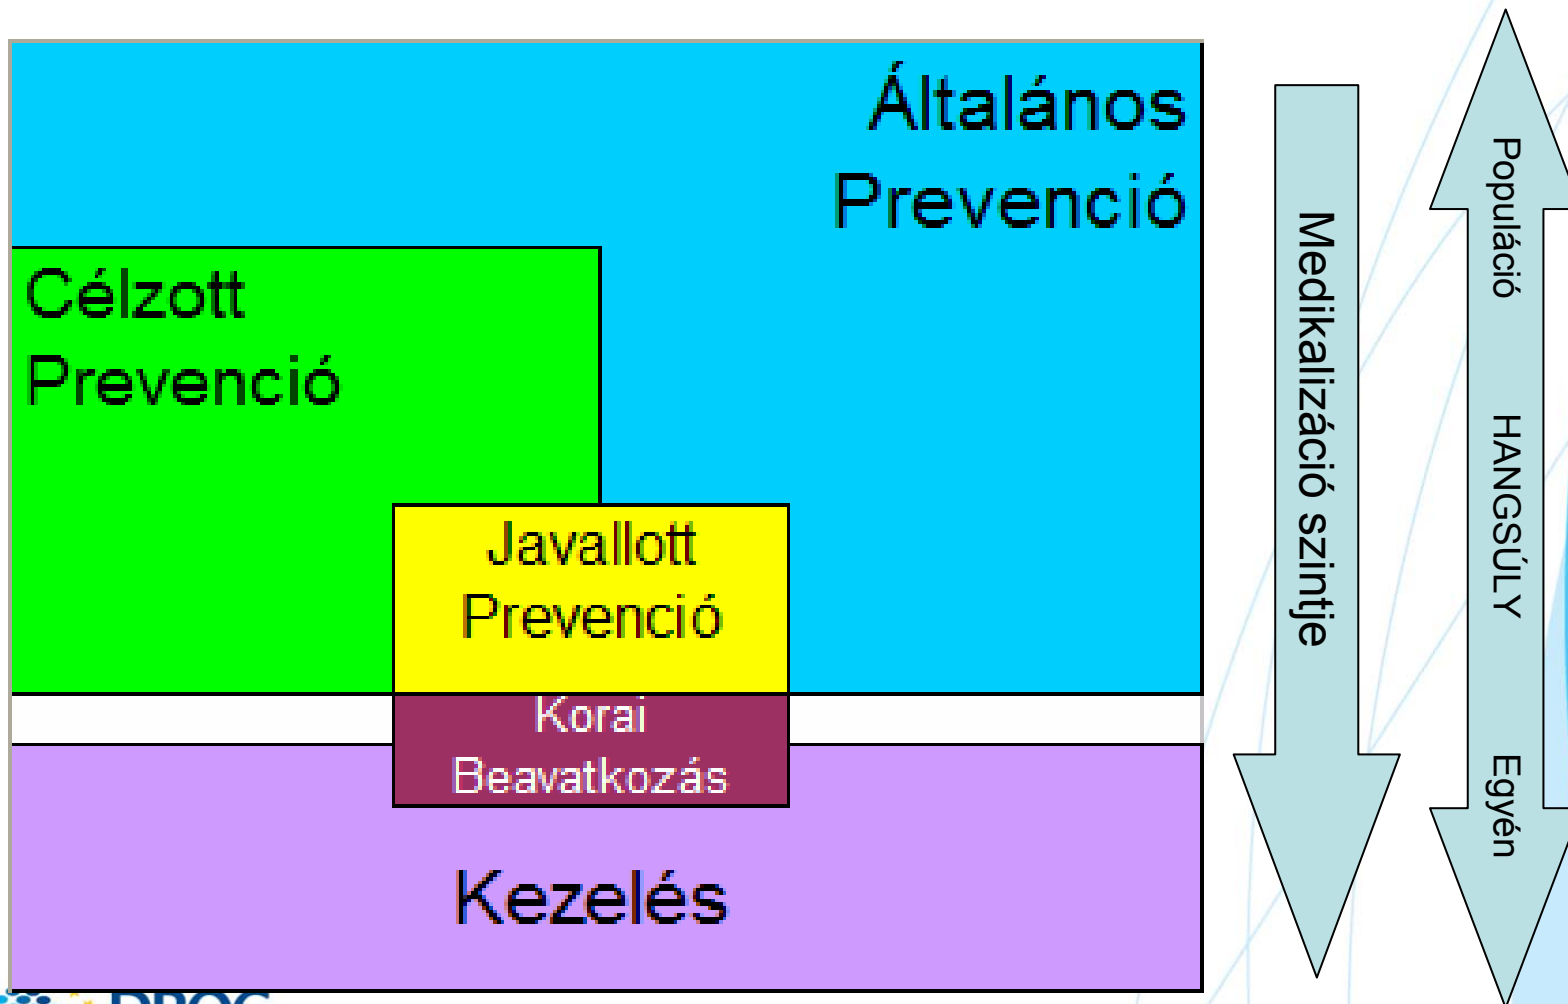 Általános
Prevenció
Célzott
Prevenció
Javallott
Prevenció
Korai
Beavatkozás
Kezelés
Medikalizáció szintje
Populáció
HANGSÚLY
Egyén